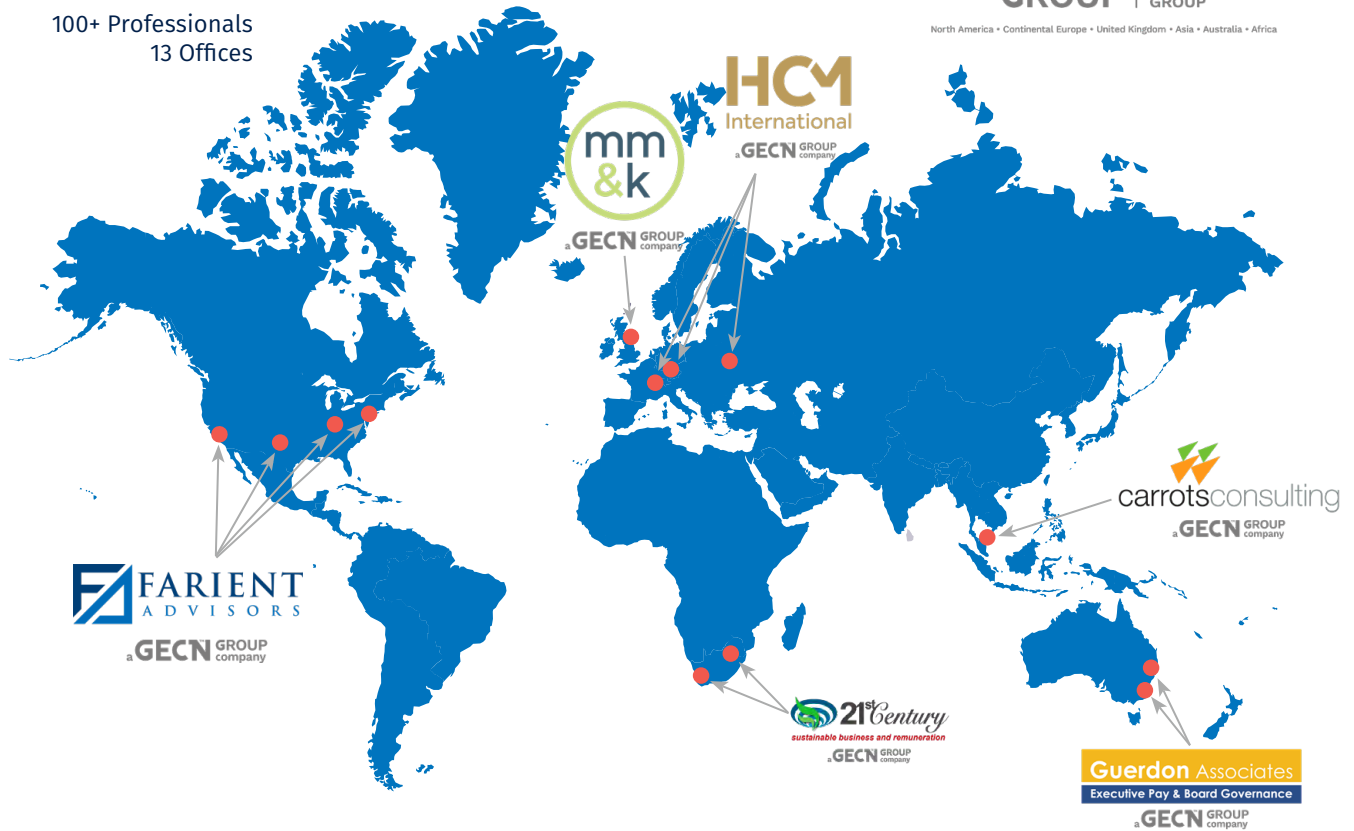 100+ Professionals
13 Offices
GROUP | GROUP
North America • Continental Europe • United Kingdom • Asia • Australia • Africa
HCM
International
a GECN GROUP company
mm
&k
a GECN GROUP company
carrotsconsulting
a GECN GROUP company
FARIENT
ADVISORS
a GECN GROUP company
21st Century
sustainable business and remuneration
a GECN GROUP company
Guerdon Associates
Executive Pay & Board Governance
a GECN GROUP company